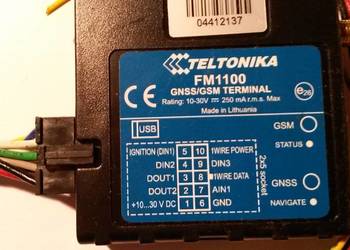 04412137
TELTONIKA
FM1100
GNSS/GSM TERMINAL
Rating: 10-30V 250 mA r.m.s. Max
Made in Lithuania
CE
e26
USB
GSM
STATUS
GNSS
NAVIGATE
IGNITION (DIN1) 5 10 1WIRE POWER
DIN2 4 9 DIN3
DOUT1 3 8 1WIRE DATA
DOUT2 2 7 AIN1
+10...30 V DC 1 6 GND
2x5 socket